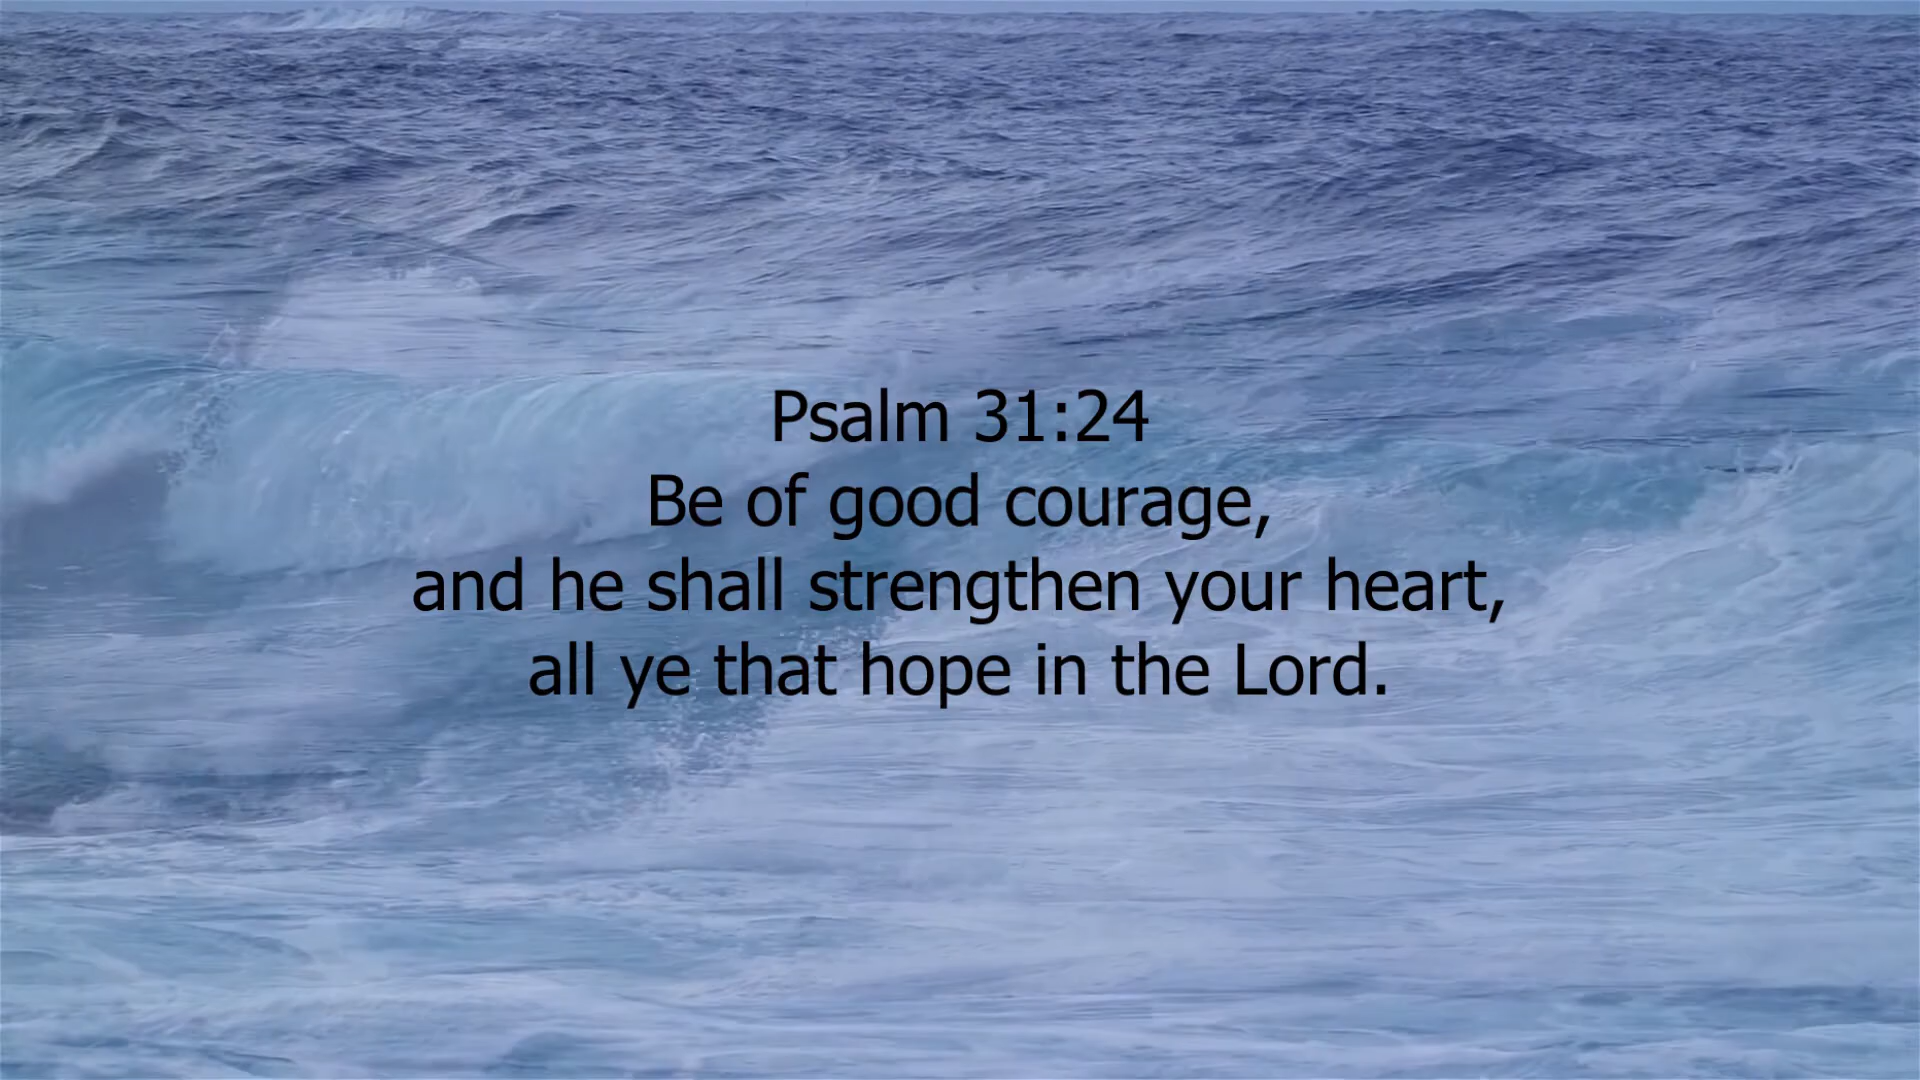 Psalm 31:24
Be of good courage,
and he shall strengthen your heart,
all ye that hope in the Lord.